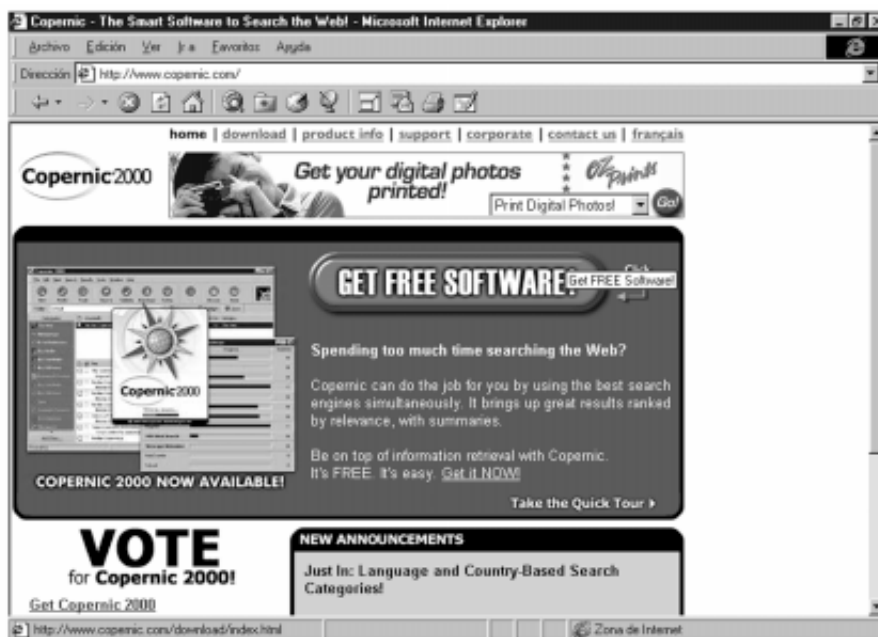 Copernic - The Smart Software to Search the Web! - Microsoft Internet Explorer
Archivo Edición Ver Ir a Favoritos Ayuda
Dirección http://www.copernic.com/
home | download | product info | support | corporate | contact us | français
Copernic2000
Get your digital photos
printed!
OzPrints
Print Digital Photos!
Go!
GET FREE SOFTWARE!
Click
Get FREE Software!
Copernic2000
Spending too much time searching the Web?
Copernic can do the job for you by using the best search
engines simultaneously. It brings up great results ranked
by relevance, with summaries.
Be on top of information retrieval with Copernic.
It's FREE. It's easy. Get it NOW!
COPERNIC 2000 NOW AVAILABLE!
Take the Quick Tour
VOTE
for Copernic 2000!
Get Copernic 2000
NEW ANNOUNCEMENTS
Just In: Language and Country-Based Search
Categories!
http://www.copernic.com/download/index.html
Zona de Internet